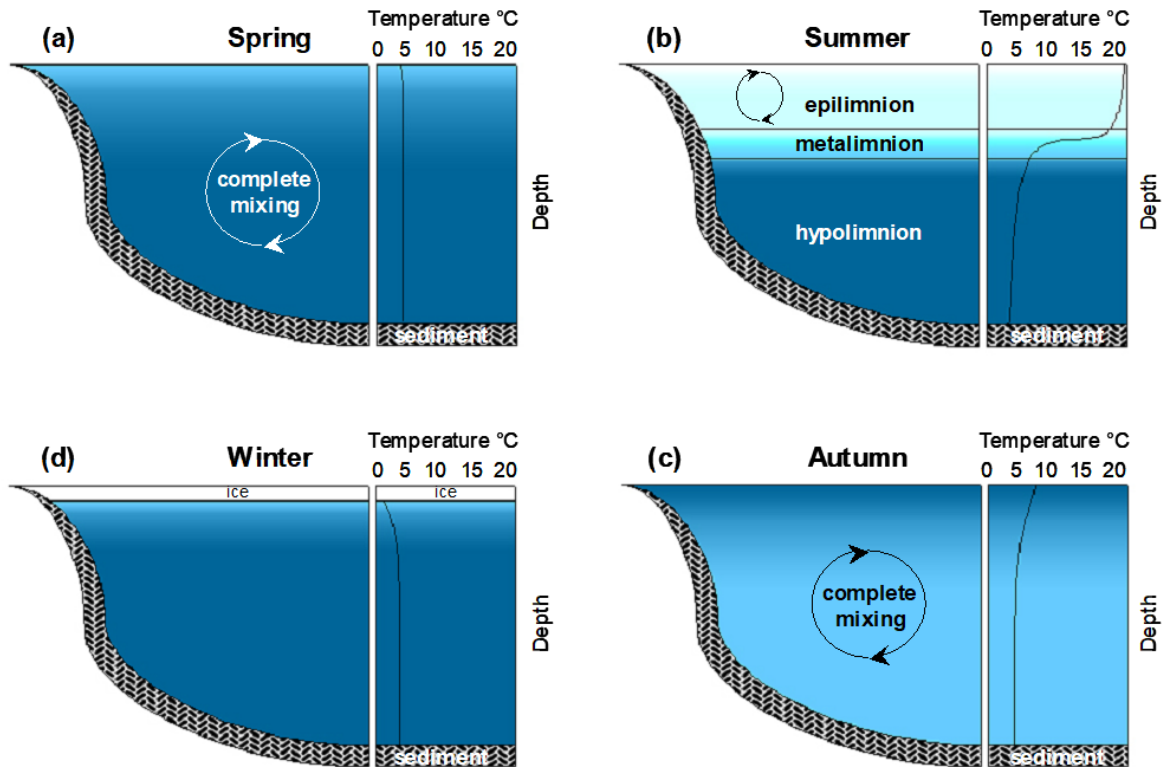 Temperature °C
(a) Spring 0 5 10 15 20
complete
mixing
sediment
Temperature °C
(b) Summer 0 5 10 15 20
epilimnion
metalimnion
hypolimnion
Depth
sediment
Temperature °C
(d) Winter 0 5 10 15 20
ice ice
sediment
Temperature °C
(c) Autumn 0 5 10 15 20
complete
mixing
Depth
sediment